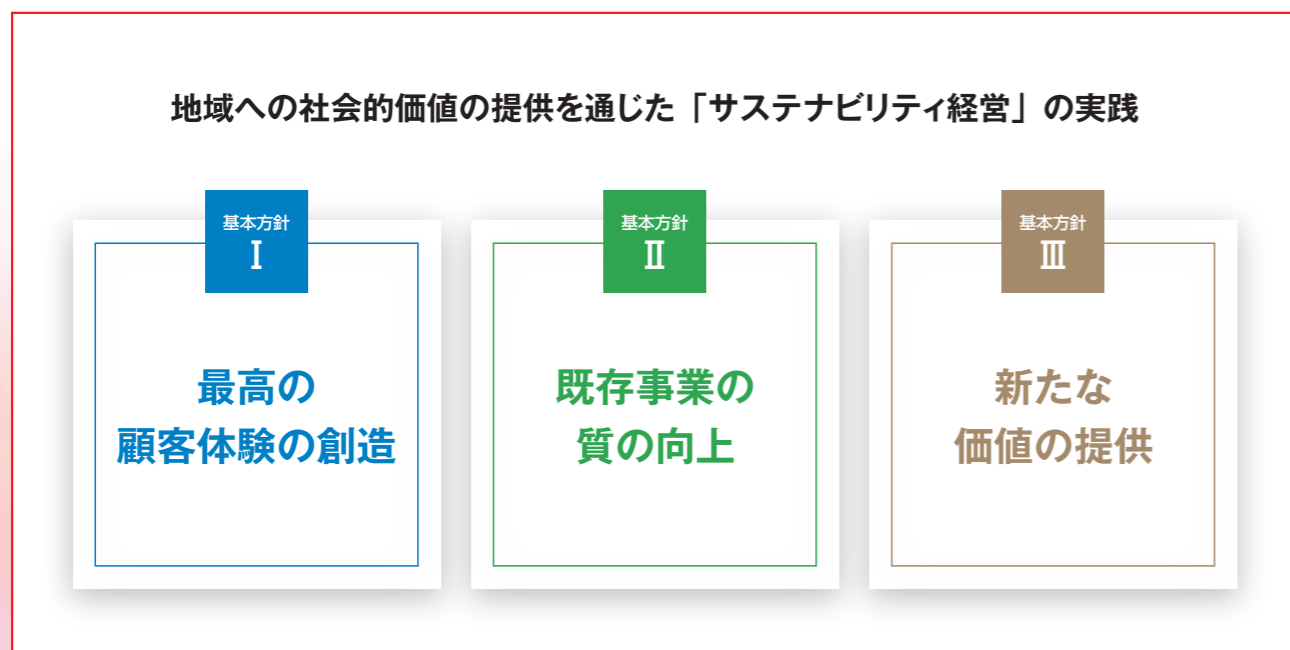 地域への社会的価値の提供を通じた「サステナビリティ経営」の実践
基本方針
Ⅰ
最高の
顧客体験の創造
基本方針
Ⅱ
既存事業の
質の向上
基本方針
Ⅲ
新たな
価値の提供